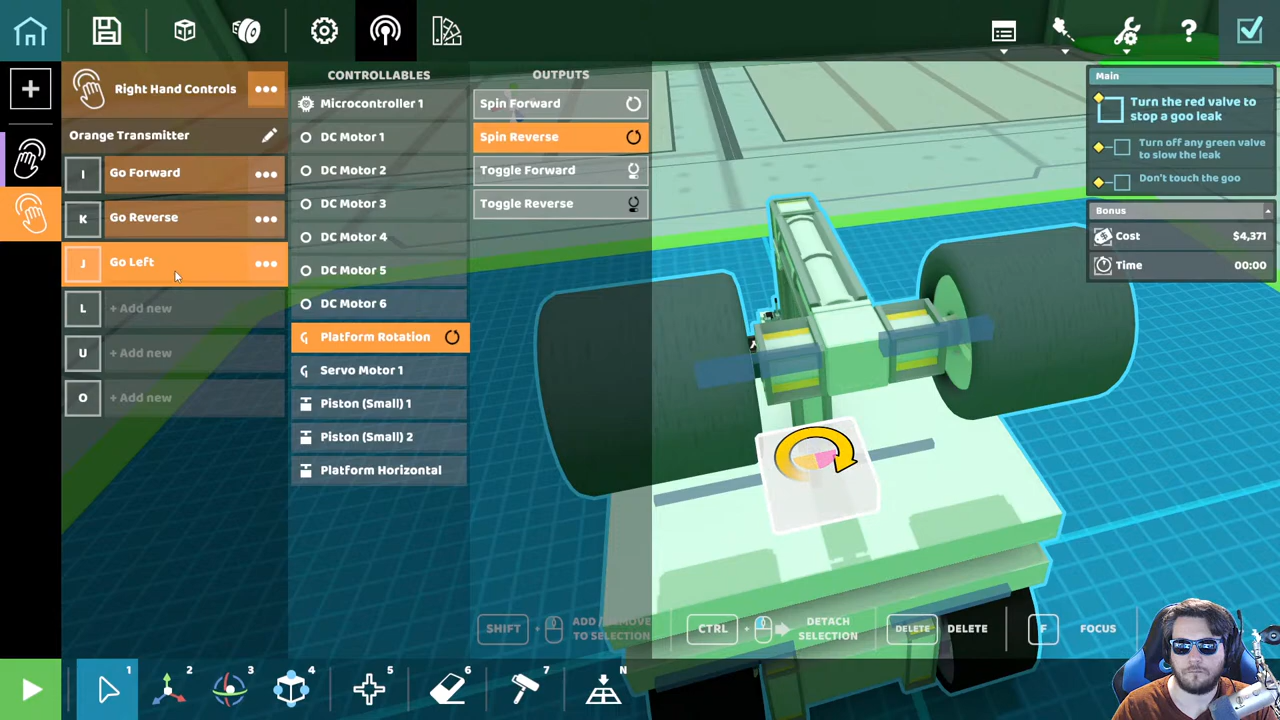 Right Hand Controls
Orange Transmitter
I
Go Forward
K
Go Reverse
J
Go Left
L
+ Add new
U
+ Add new
O
+ Add new
CONTROLLABLES
Microcontroller 1
DC Motor 1
DC Motor 2
DC Motor 3
DC Motor 4
DC Motor 5
DC Motor 6
Platform Rotation
Servo Motor 1
Piston (Small) 1
Piston (Small) 2
Platform Horizontal
OUTPUTS
Spin Forward
Spin Reverse
Toggle Forward
Toggle Reverse
Main
Turn the red valve to
stop a goo leak
Turn off any green valve
to slow the leak
Don't touch the goo
Bonus
Cost
$4,371
Time
00:00
SHIFT
+
ADD / REMOVE
TO SELECTION
CTRL
+
DETACH
SELECTION
DELETE
DELETE
F
FOCUS
1
2
3
4
5
6
7
N